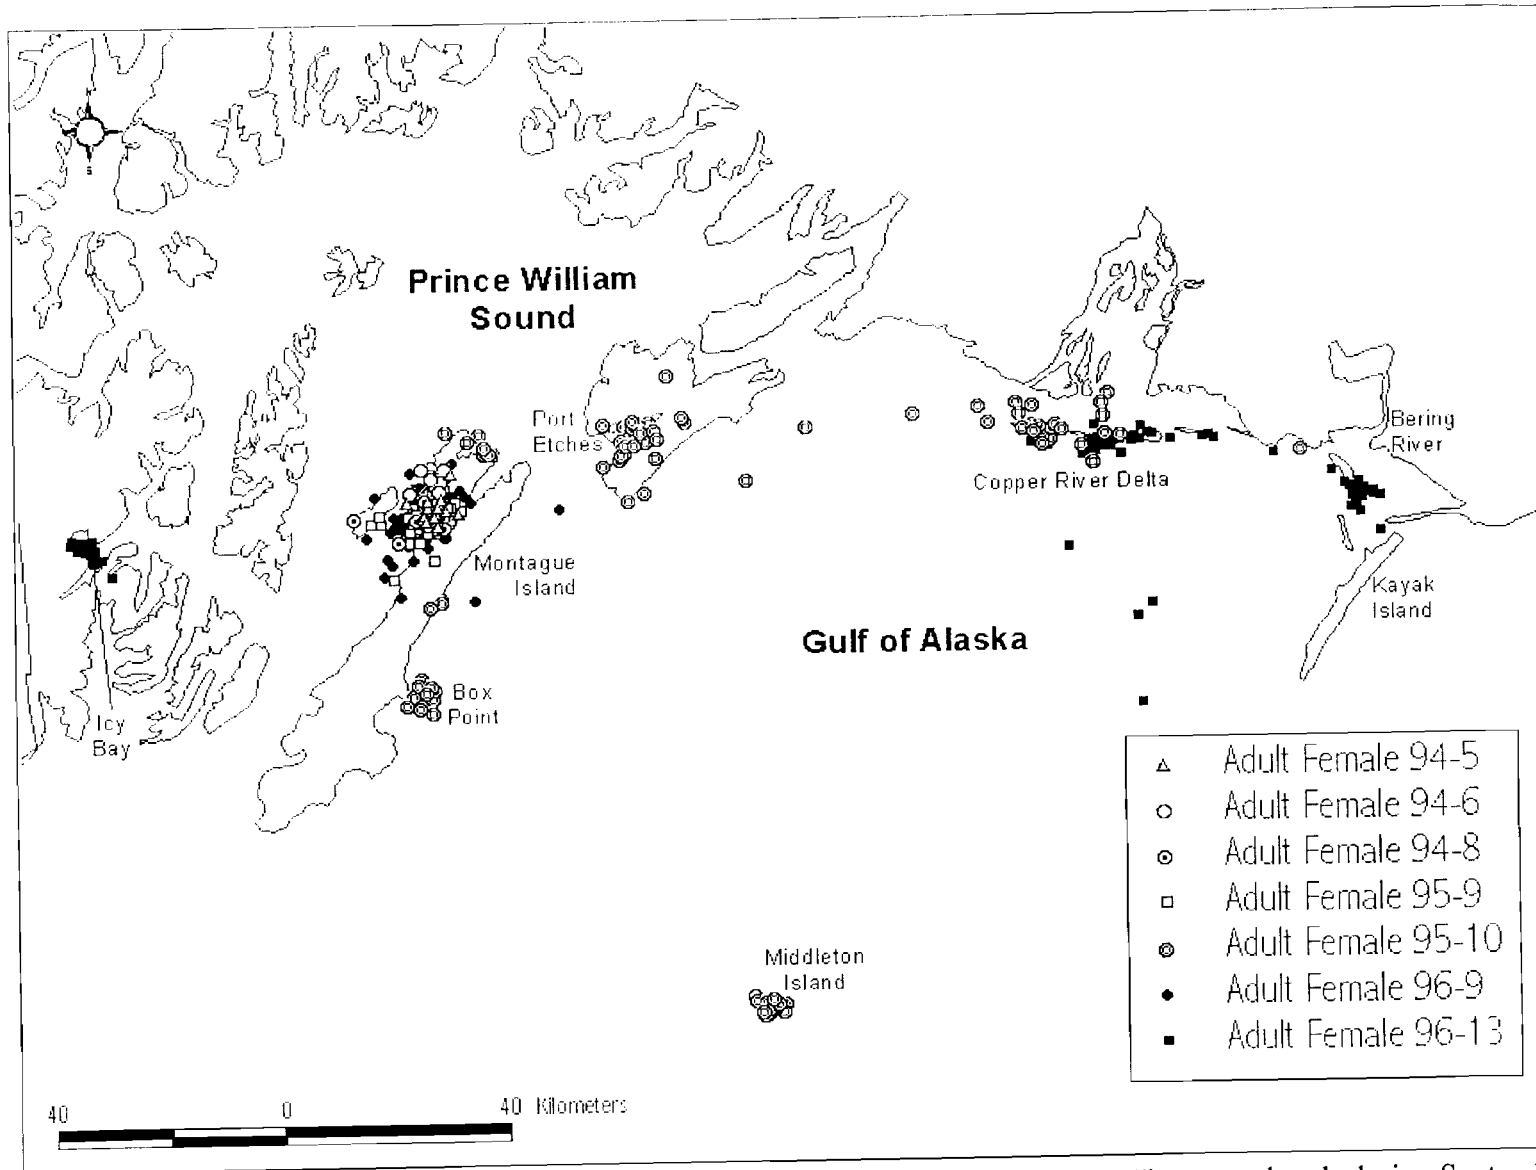 N
S
Prince William
Sound
Port
Etches
Bering
River
Copper River Delta
Montague
Island
Kayak
Island
Gulf of Alaska
Box
Point
Icy
Bay
Adult Female 94-5
Adult Female 94-6
Adult Female 94-8
Adult Female 95-9
Adult Female 95-10
Adult Female 96-9
Adult Female 96-13
Middleton
Island
40 0 40 Kilometers